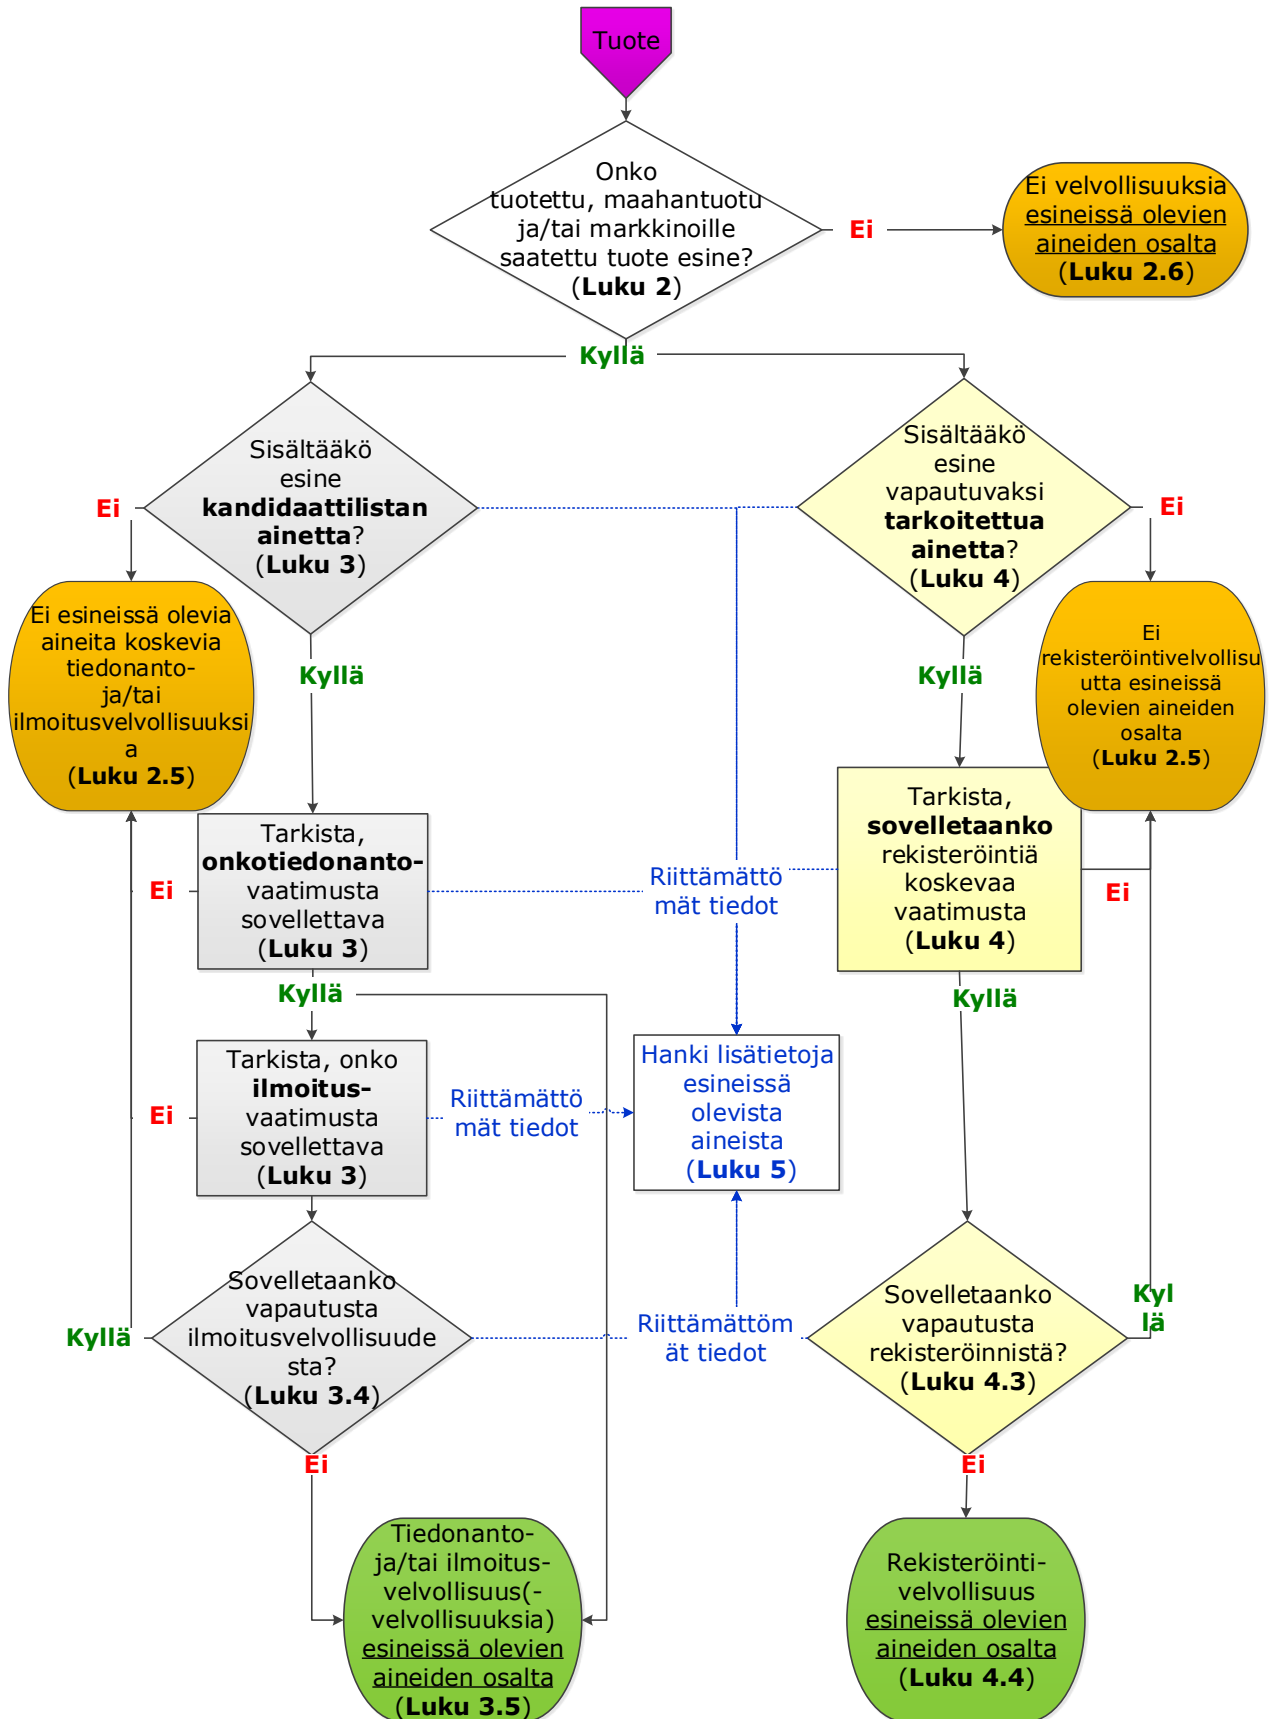 Tuote
Onko
tuotettu, maahantuotu
ja/tai markkinoille
saatettu tuote esine?
(Luku 2)
Ei
Ei velvollisuuksia
esineissä olevien
aineiden osalta
(Luku 2.6)
Kyllä
Sisältääkö
esine
kandidaattilistan
ainetta?
(Luku 3)
Ei
Sisältääkö
esine
vapautuvaksi
tarkoitettua
ainetta?
(Luku 4)
Ei
Ei esineissä olevia
aineita koskevia
tiedonanto-
ja/tai
ilmoitusvelvollisuuksi
a
(Luku 2.5)
Kyllä
Kyllä
Ei
rekisteröintivelvollisu
utta esineissä
olevien aineiden
osalta
(Luku 2.5)
Tarkista,
onkotiedonanto-
vaatimusta
sovellettava
(Luku 3)
Ei
Riittämättö
mät tiedot
Tarkista,
sovelletaanko
rekisteröintiä
koskevaa
vaatimusta
(Luku 4)
Ei
Kyllä
Kyllä
Tarkista, onko
ilmoitus-
vaatimusta
sovellettava
(Luku 3)
Ei
Riittämättö
mät tiedot
Hanki lisätietoja
esineissä
olevista
aineista
(Luku 5)
Sovelletaanko
vapautusta
ilmoitusvelvollisuude
sta?
(Luku 3.4)
Kyllä
Riittämättöm
ät tiedot
Sovelletaanko
vapautusta
rekisteröinnistä?
(Luku 4.3)
Kyl
lä
Ei
Ei
Tiedonanto-
ja/tai ilmoitus-
velvollisuus(-
velvollisuuksia)
esineissä olevien
aineiden osalta
(Luku 3.5)
Rekisteröinti-
velvollisuus
esineissä olevien
aineiden osalta
(Luku 4.4)